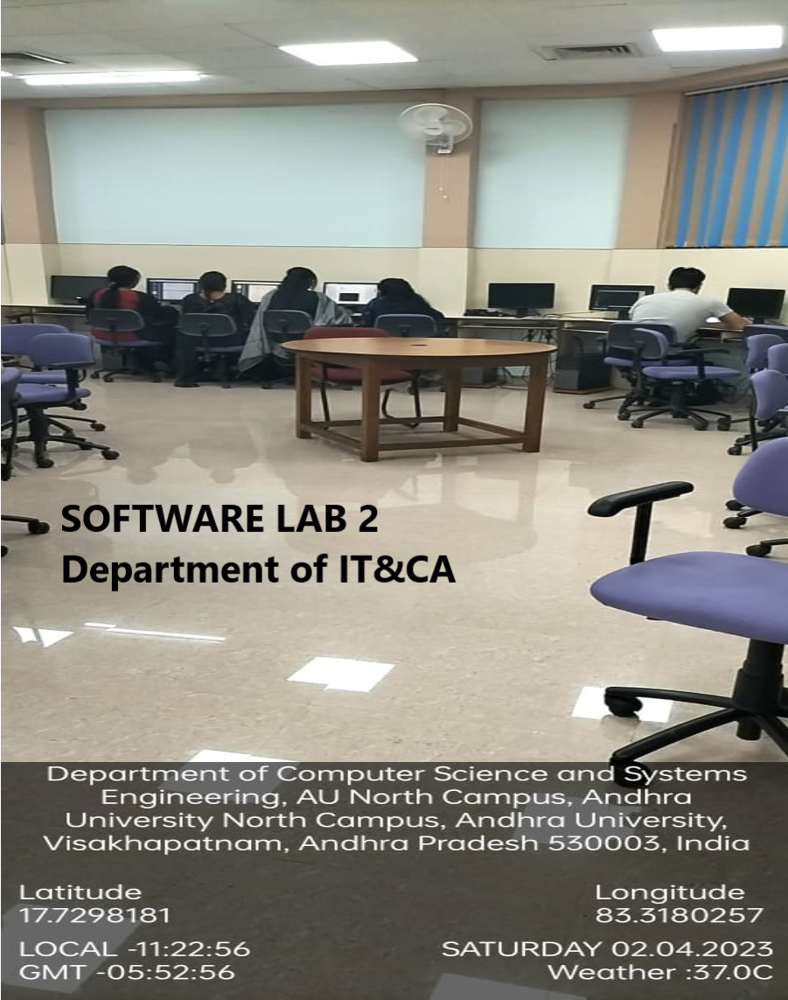 SOFTWARE LAB 2
Department of IT&CA
Department of Computer Science and Systems
Engineering, AU North Campus, Andhra
University North Campus, Andhra University,
Visakhapatnam, Andhra Pradesh 530003, India
Latitude
17.7298181
Longitude
83.3180257
LOCAL -11:22:56
GMT -05:52:56
SATURDAY 02.04.2023
Weather :37.0C